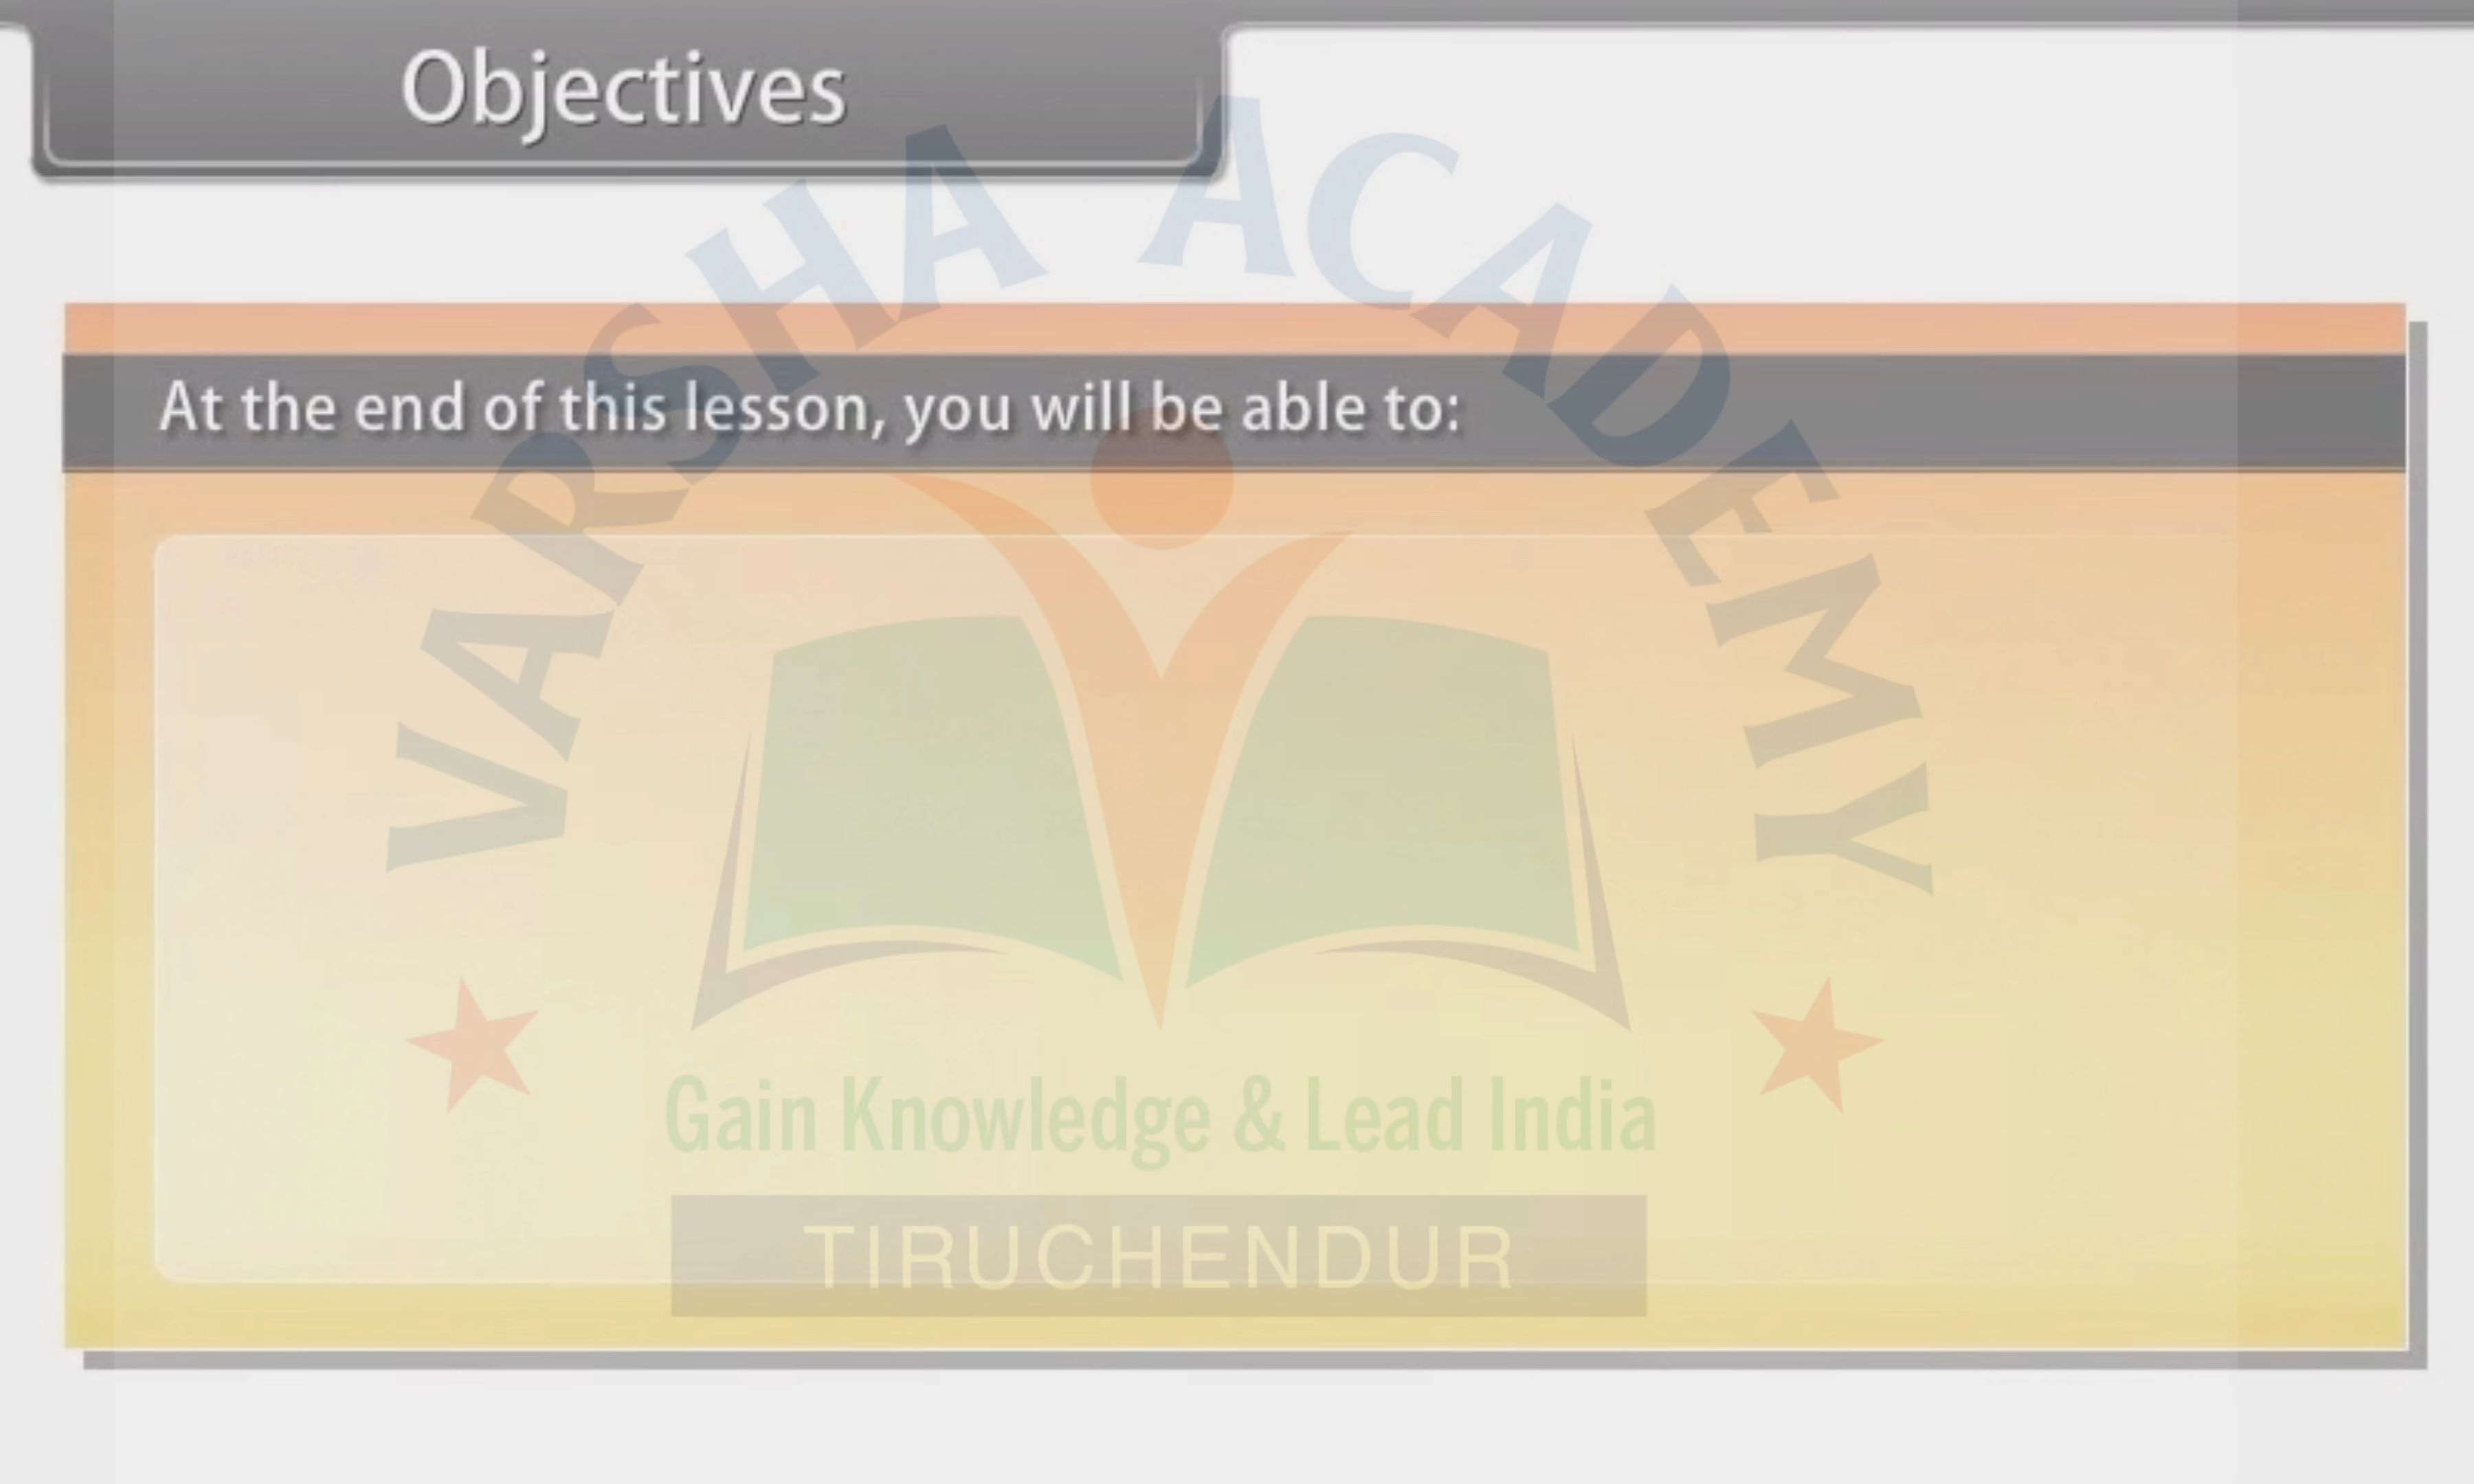 Objectives
VARSHA ACADEMY
At the end of this lesson, you will be able to:
Gain Knowledge & Lead India
TIRUCHENDUR